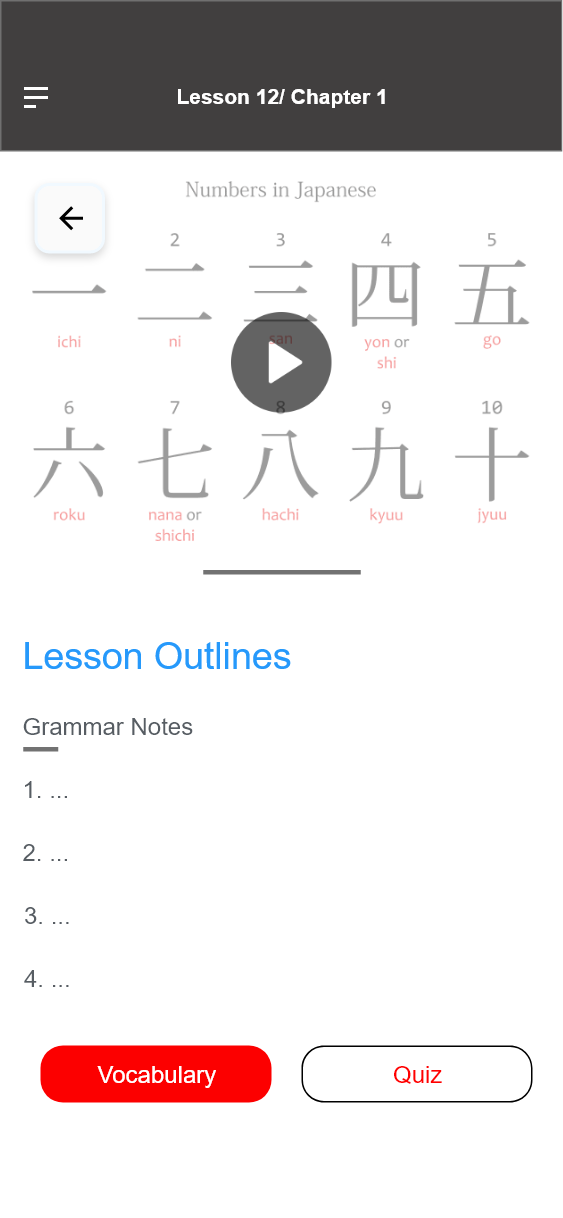 Lesson 12/ Chapter 1
Numbers in Japanese
2 3 4 5
一 二 三 四 五
ichi ni san yon or go
shi
6 7 8 9 10
六 七 八 九 十
roku nana or hachi kyuu jyuu
shichi
Lesson Outlines
Grammar Notes
1. ...
2. ...
3. ...
4. ...
Vocabulary Quiz